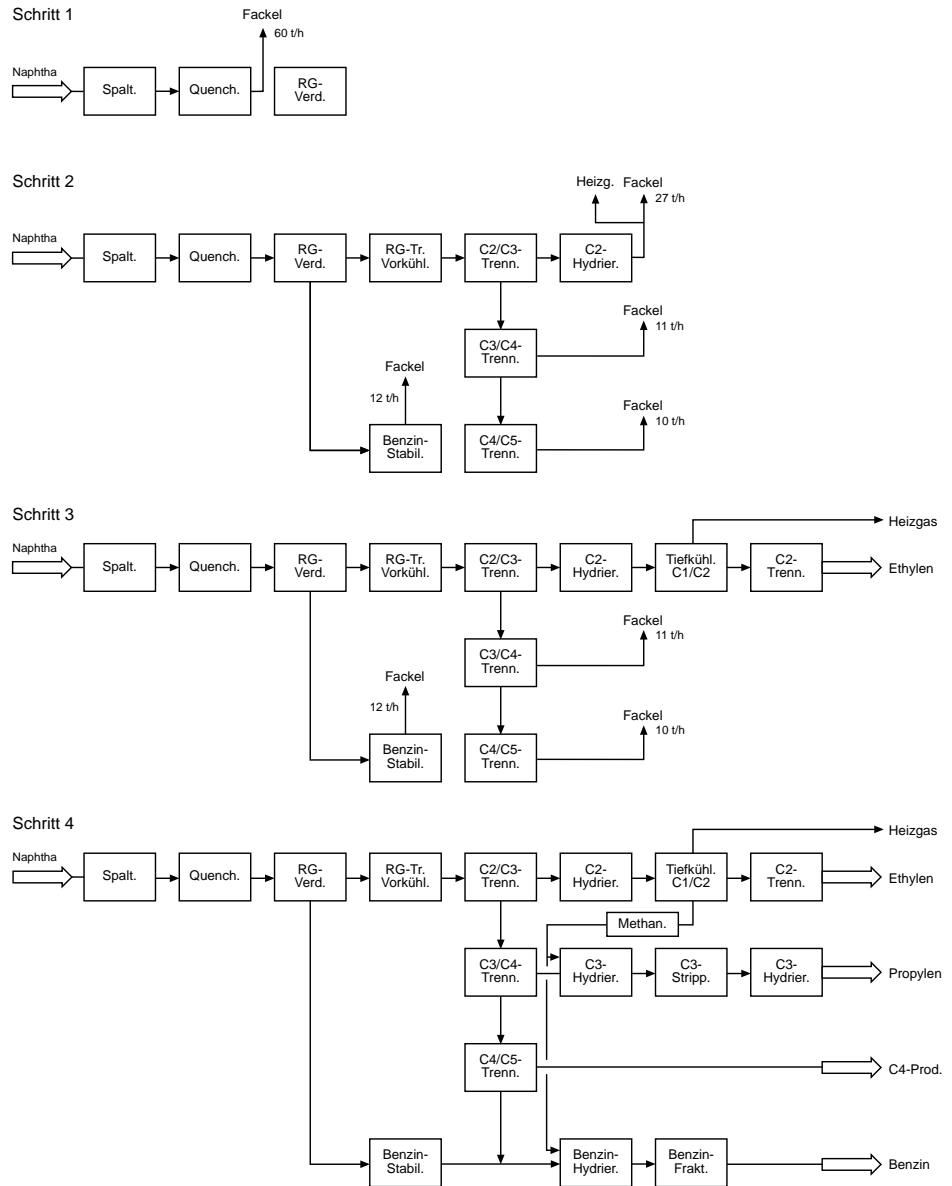 Schritt 1
Fackel
60 t/h
Naphtha
Spalt.
Quench.
RG-
Verd.
Schritt 2
Heizg.
Fackel
27 t/h
Naphtha
Spalt.
Quench.
RG-
Verd.
RG-Tr.
Vorkühl.
C2/C3-
Trenn.
C2-
Hydrier.
Fackel
11 t/h
C3/C4-
Trenn.
Fackel
12 t/h
Fackel
10 t/h
Benzin-
Stabil.
C4/C5-
Trenn.
Schritt 3
Heizgas
Naphtha
Spalt.
Quench.
RG-
Verd.
RG-Tr.
Vorkühl.
C2/C3-
Trenn.
C2-
Hydrier.
Tiefkühl.
C1/C2
C2-
Trenn.
Ethylen
Fackel
11 t/h
C3/C4-
Trenn.
Fackel
12 t/h
Fackel
10 t/h
Benzin-
Stabil.
C4/C5-
Trenn.
Schritt 4
Heizgas
Naphtha
Spalt.
Quench.
RG-
Verd.
RG-Tr.
Vorkühl.
C2/C3-
Trenn.
C2-
Hydrier.
Tiefkühl.
C1/C2
C2-
Trenn.
Ethylen
Methan.
C3/C4-
Trenn.
C3-
Hydrier.
C3-
Stripp.
C3-
Hydrier.
Propylen
C4/C5-
Trenn.
C4-Prod.
Benzin-
Stabil.
Benzin-
Hydrier.
Benzin-
Frakt.
Benzin